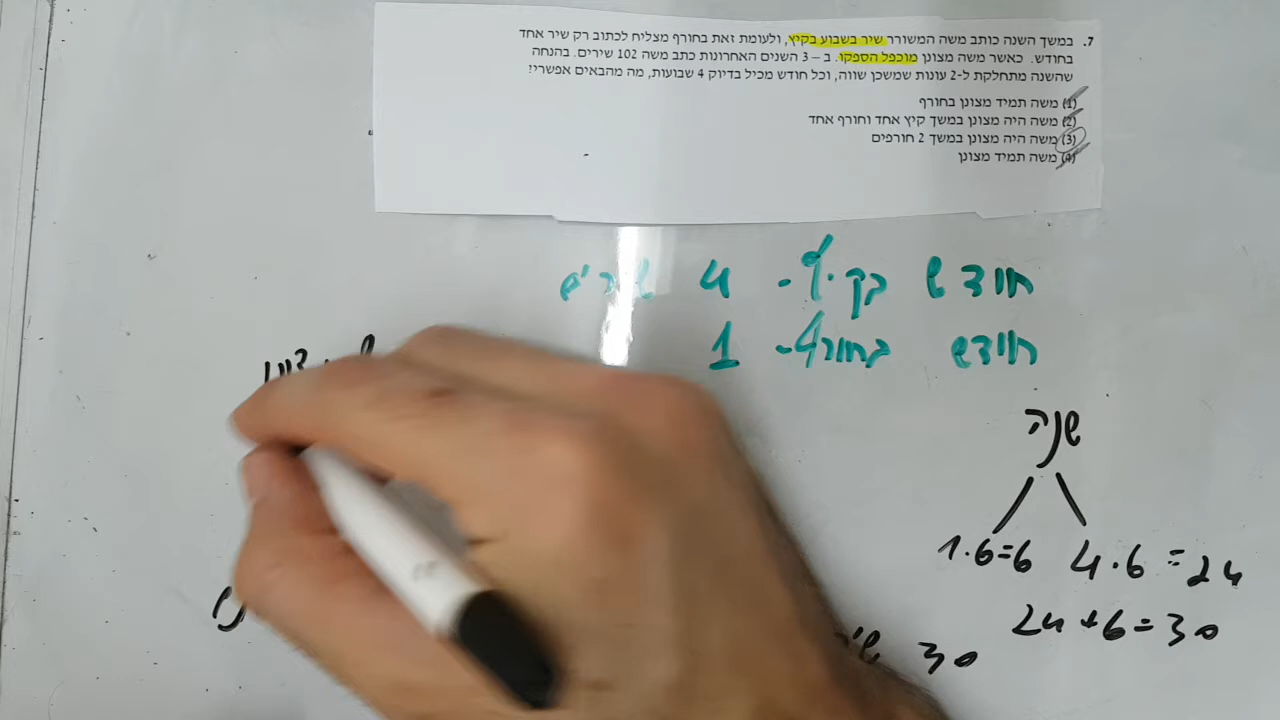 7. במשך השנה כותב משה המשורר שיר בשבוע בקיץ, ולעומת זאת בחורף מצליח לכתוב רק שיר אחד
בחודש. כאשר משה מצונן מוכפל הספקו. ב – 3 השנים האחרונות כתב משה 102 שירים. בהנחה
שהשנה מתחלקת ל-2 עונות שמשכן שווה, וכל חודש מכיל בדיוק 4 שבועות, מה מהבאים אפשרי?
(1) משה תמיד מצונן בחורף
(2) משה היה מצונן במשך קיץ אחד וחורף אחד
(3) משה היה מצונן במשך 2 חורפים
(4) משה תמיד מצונן
חודש בקיץ - 4 שירים
חודש בחורף - 1
שנה
1·6=6 4·6=24
24+6=30
30